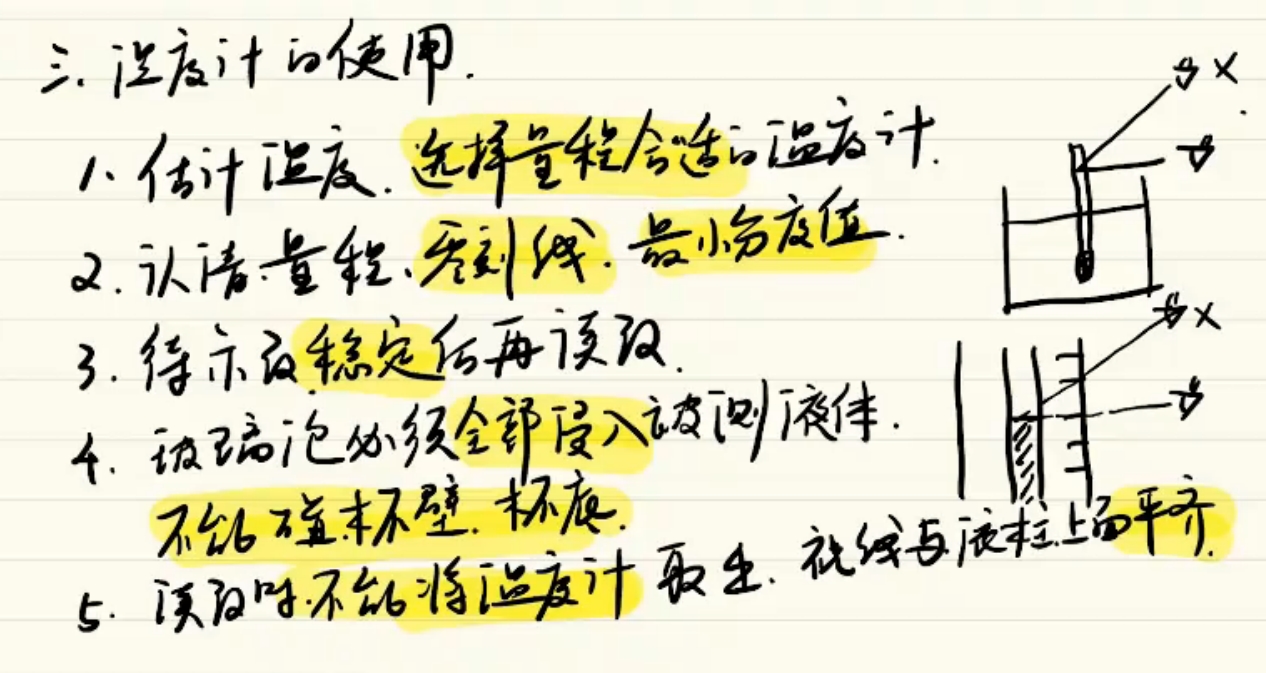 三. 温度计的使用.
1. 估计温度. 选择量程合适的温度计.
2. 认清: 量程、零刻线. 最小分度值.
3. 待示数稳定后再读数.
4. 玻璃泡必须全部浸入被测液体.
不能碰杯壁. 杯底.
5. 读数时. 不能将温度计取出. 视线与液柱上面平齐.
×
×